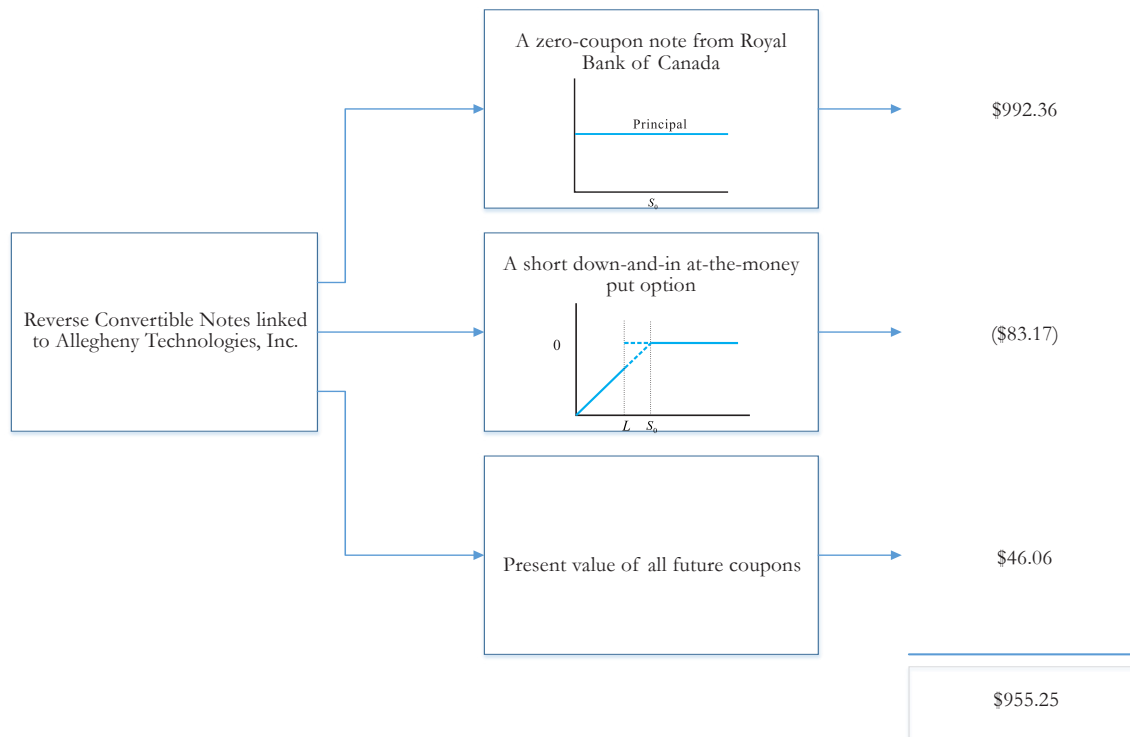 A zero-coupon note from Royal
Bank of Canada
Principal
S₀
$992.36
Reverse Convertible Notes linked
to Allegheny Technologies, Inc.
A short down-and-in at-the-money
put option
0
L S₀
($83.17)
Present value of all future coupons
$46.06
$955.25